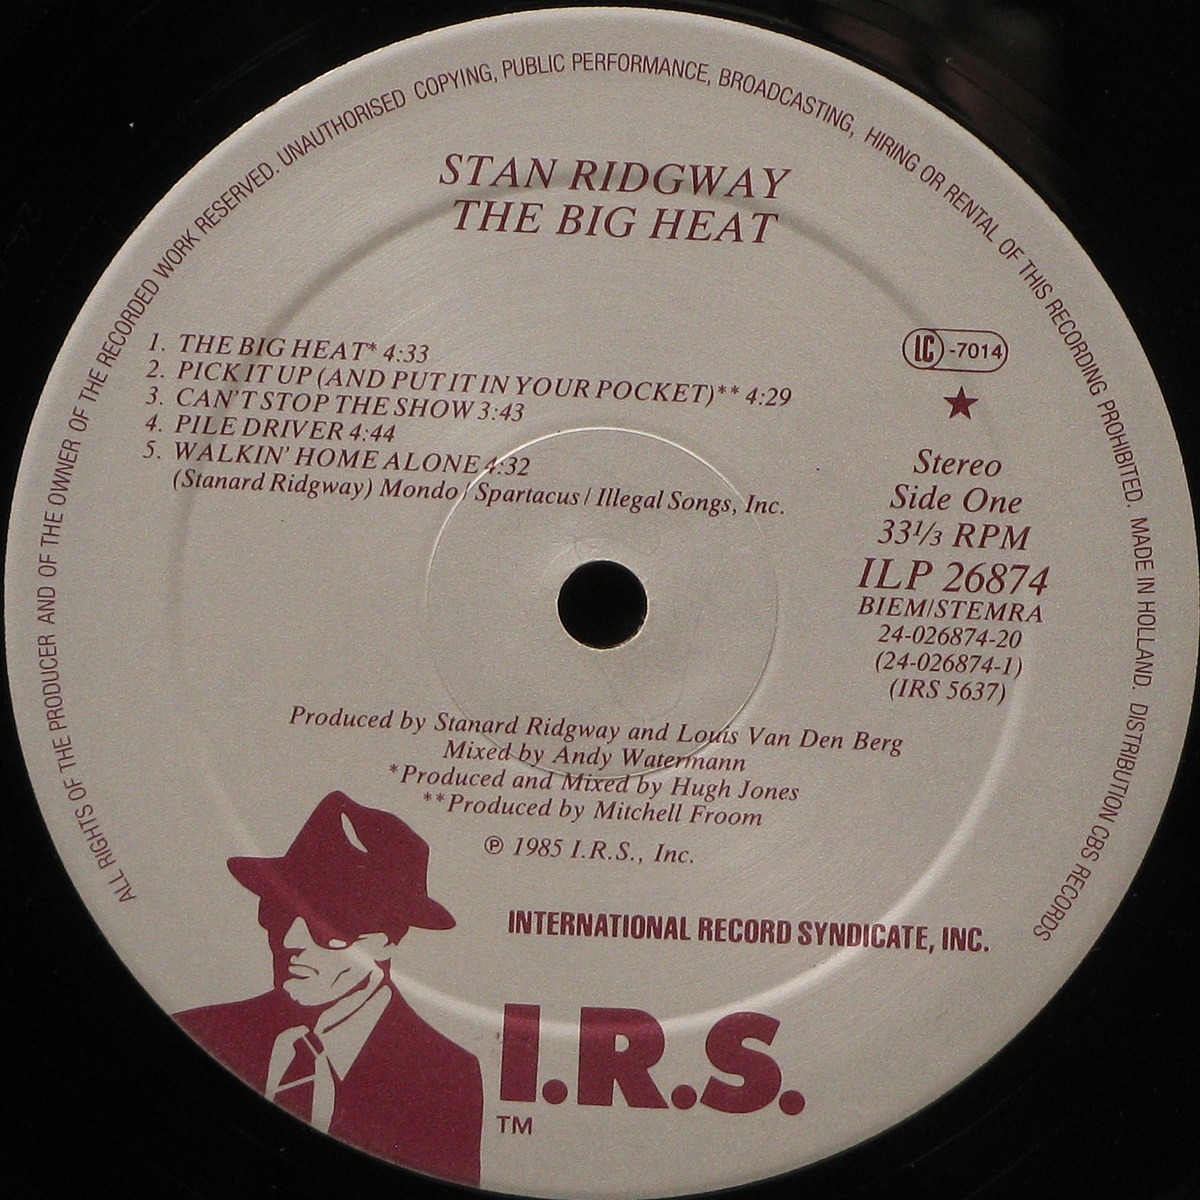 ALL RIGHTS OF THE PRODUCER AND OF THE OWNER OF THE RECORDED WORK RESERVED. UNAUTHORISED COPYING, PUBLIC PERFORMANCE, BROADCASTING, HIRING OR RENTAL OF THIS RECORDING PROHIBITED. MADE IN HOLLAND. DISTRIBUTION CBS RECORDS
STAN RIDGWAY
THE BIG HEAT
1. THE BIG HEAT* 4:33
2. PICK IT UP (AND PUT IT IN YOUR POCKET)** 4:29
3. CAN'T STOP THE SHOW 3:43
4. PILE DRIVER 4:44
5. WALKIN' HOME ALONE 4:32
(Stanard Ridgway) Mondo / Spartacus / Illegal Songs, Inc.
LC -7014
Stereo
Side One
33⅓ RPM
ILP 26874
BIEM/STEMRA
24-026874-20
(24-026874-1)
(IRS 5637)
Produced by Stanard Ridgway and Louis Van Den Berg
Mixed by Andy Watermann
*Produced and Mixed by Hugh Jones
**Produced by Mitchell Froom
℗ 1985 I.R.S., Inc.
INTERNATIONAL RECORD SYNDICATE, INC.
I.R.S.
TM